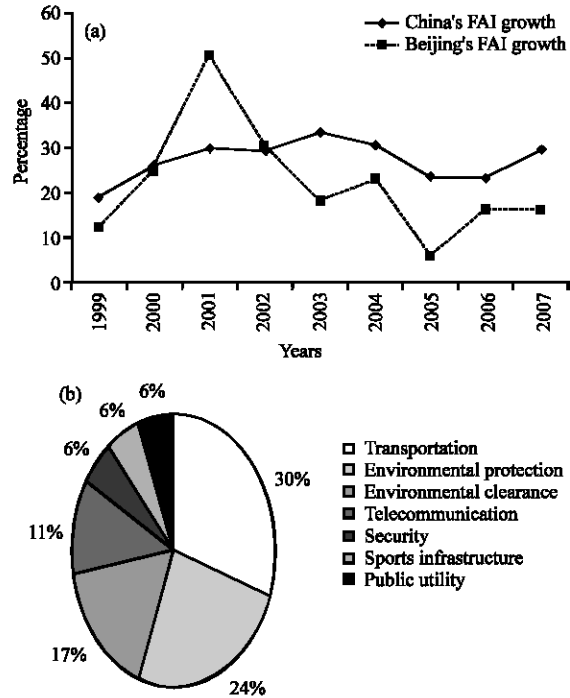 (a)
China's FAI growth
Beijing's FAI growth
60
50
40
30
20
10
0
Percentage
1999
2000
2001
2002
2003
2004
2005
2006
2007
Years
(b)
6%
6%
6%
11%
17%
24%
30%
Transportation
Environmental protection
Environmental clearance
Telecommunication
Security
Sports infrastructure
Public utility